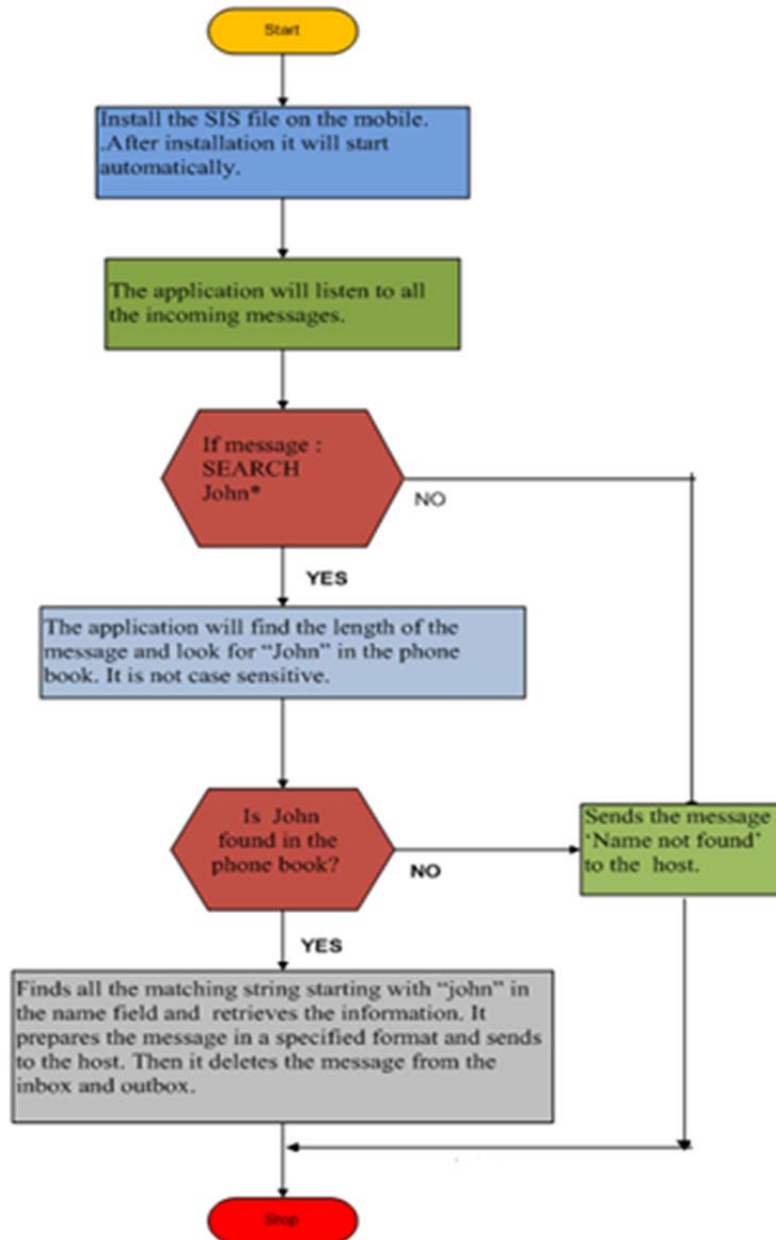 Start
Install the SIS file on the mobile.
.After installation it will start
automatically.
The application will listen to all
the incoming messages.
If message :
SEARCH
John*
NO
YES
The application will find the length of the
message and look for “John” in the phone
book. It is not case sensitive.
Is John
found in the
phone book?
NO
Sends the message
‘Name not found’
to the host.
YES
Finds all the matching string starting with “john” in
the name field and retrieves the information. It
prepares the message in a specified format and sends
to the host. Then it deletes the message from the
inbox and outbox.
Stop